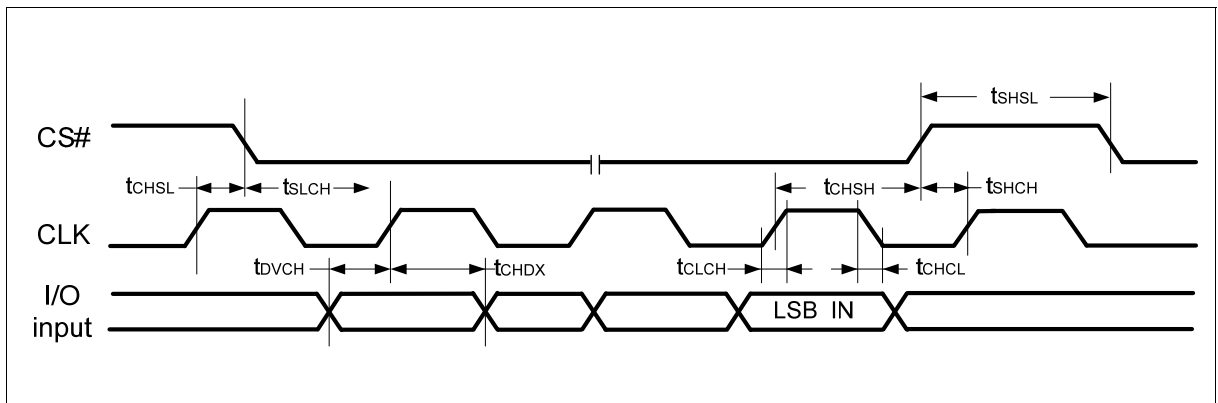 tSHSL
CS#
tCHSL tSLCH tCHSH tSHCH
CLK
tDVCH tCHDX tCLCH tCHCL
I/O
input
LSB IN